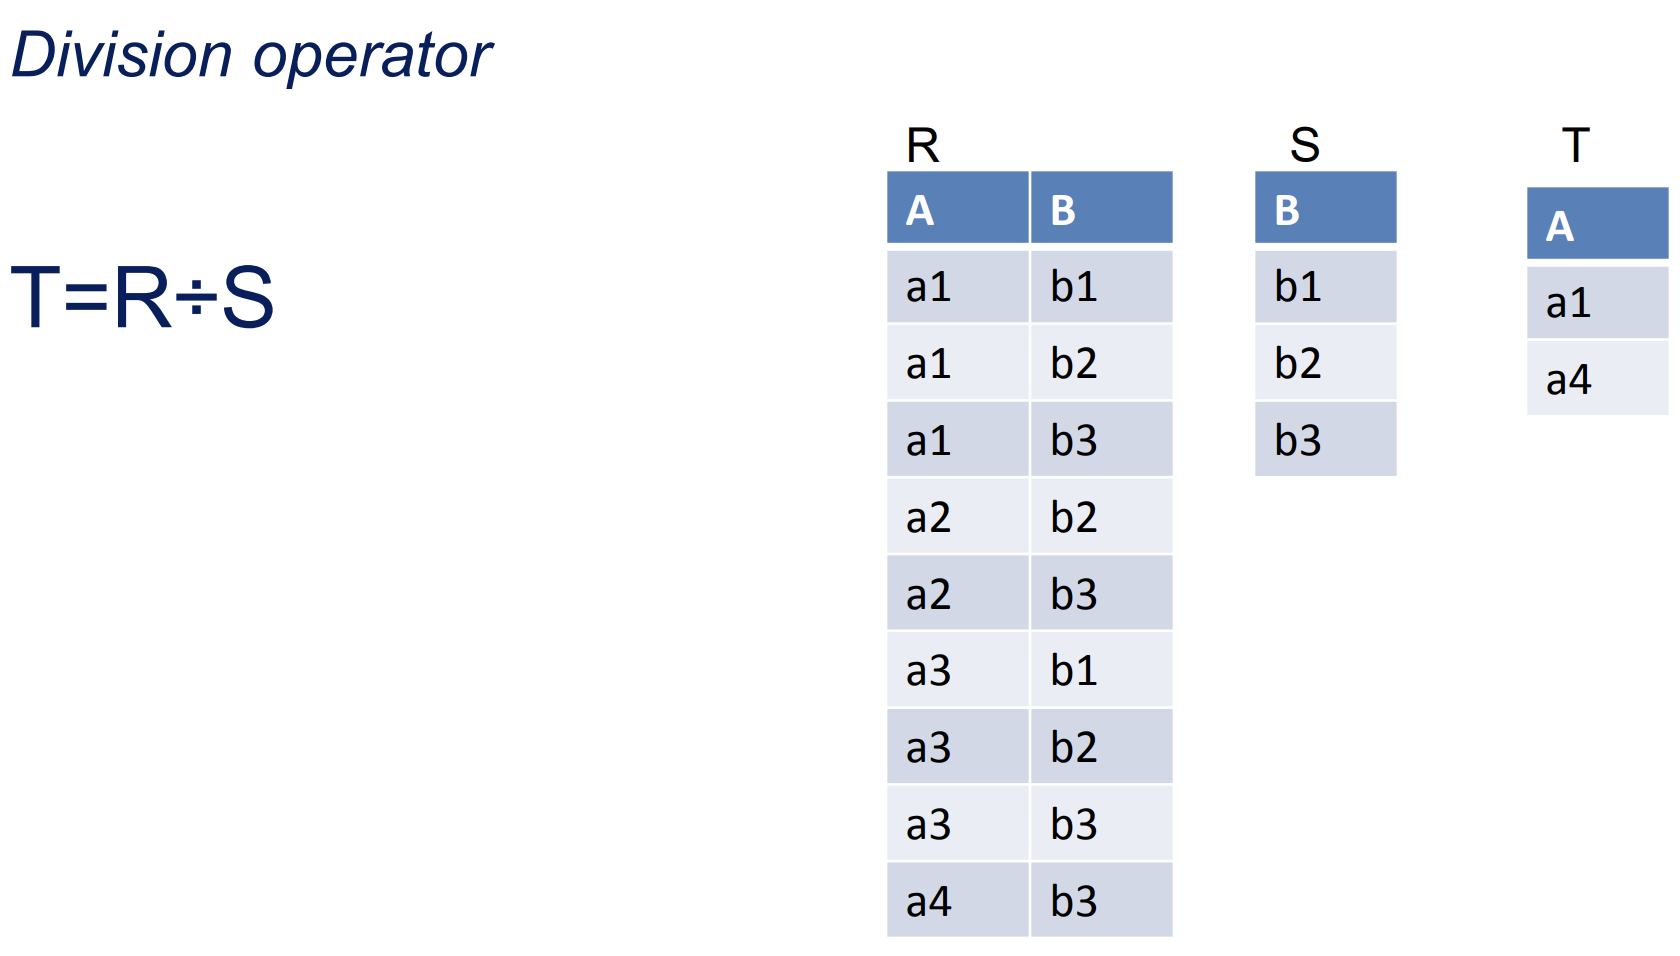 Division operator
T=R÷S
R
A B
a1 b1
a1 b2
a1 b3
a2 b2
a2 b3
a3 b1
a3 b2
a3 b3
a4 b3
S
B
b1
b2
b3
T
A
a1
a4